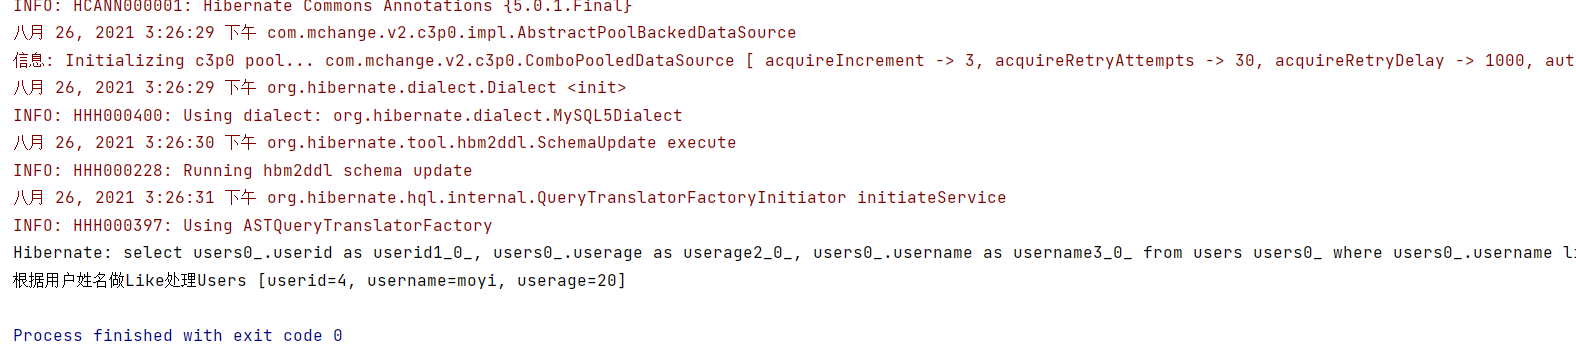 INFO: HCANN000001: Hibernate Commons Annotations {5.0.1.Final}
八月 26, 2021 3:26:29 下午 com.mchange.v2.c3p0.impl.AbstractPoolBackedDataSource
信息: Initializing c3p0 pool... com.mchange.v2.c3p0.ComboPooledDataSource [ acquireIncrement -> 3, acquireRetryAttempts -> 30, acquireRetryDelay -> 1000, aut
八月 26, 2021 3:26:29 下午 org.hibernate.dialect.Dialect <init>
INFO: HHH000400: Using dialect: org.hibernate.dialect.MySQL5Dialect
八月 26, 2021 3:26:30 下午 org.hibernate.tool.hbm2ddl.SchemaUpdate execute
INFO: HHH000228: Running hbm2ddl schema update
八月 26, 2021 3:26:31 下午 org.hibernate.hql.internal.QueryTranslatorFactoryInitiator initiateService
INFO: HHH000397: Using ASTQueryTranslatorFactory
Hibernate: select users0_.userid as userid1_0_, users0_.userage as userage2_0_, users0_.username as username3_0_ from users users0_ where users0_.username li
根据用户姓名做Like处理Users [userid=4, username=moyi, userage=20]
Process finished with exit code 0